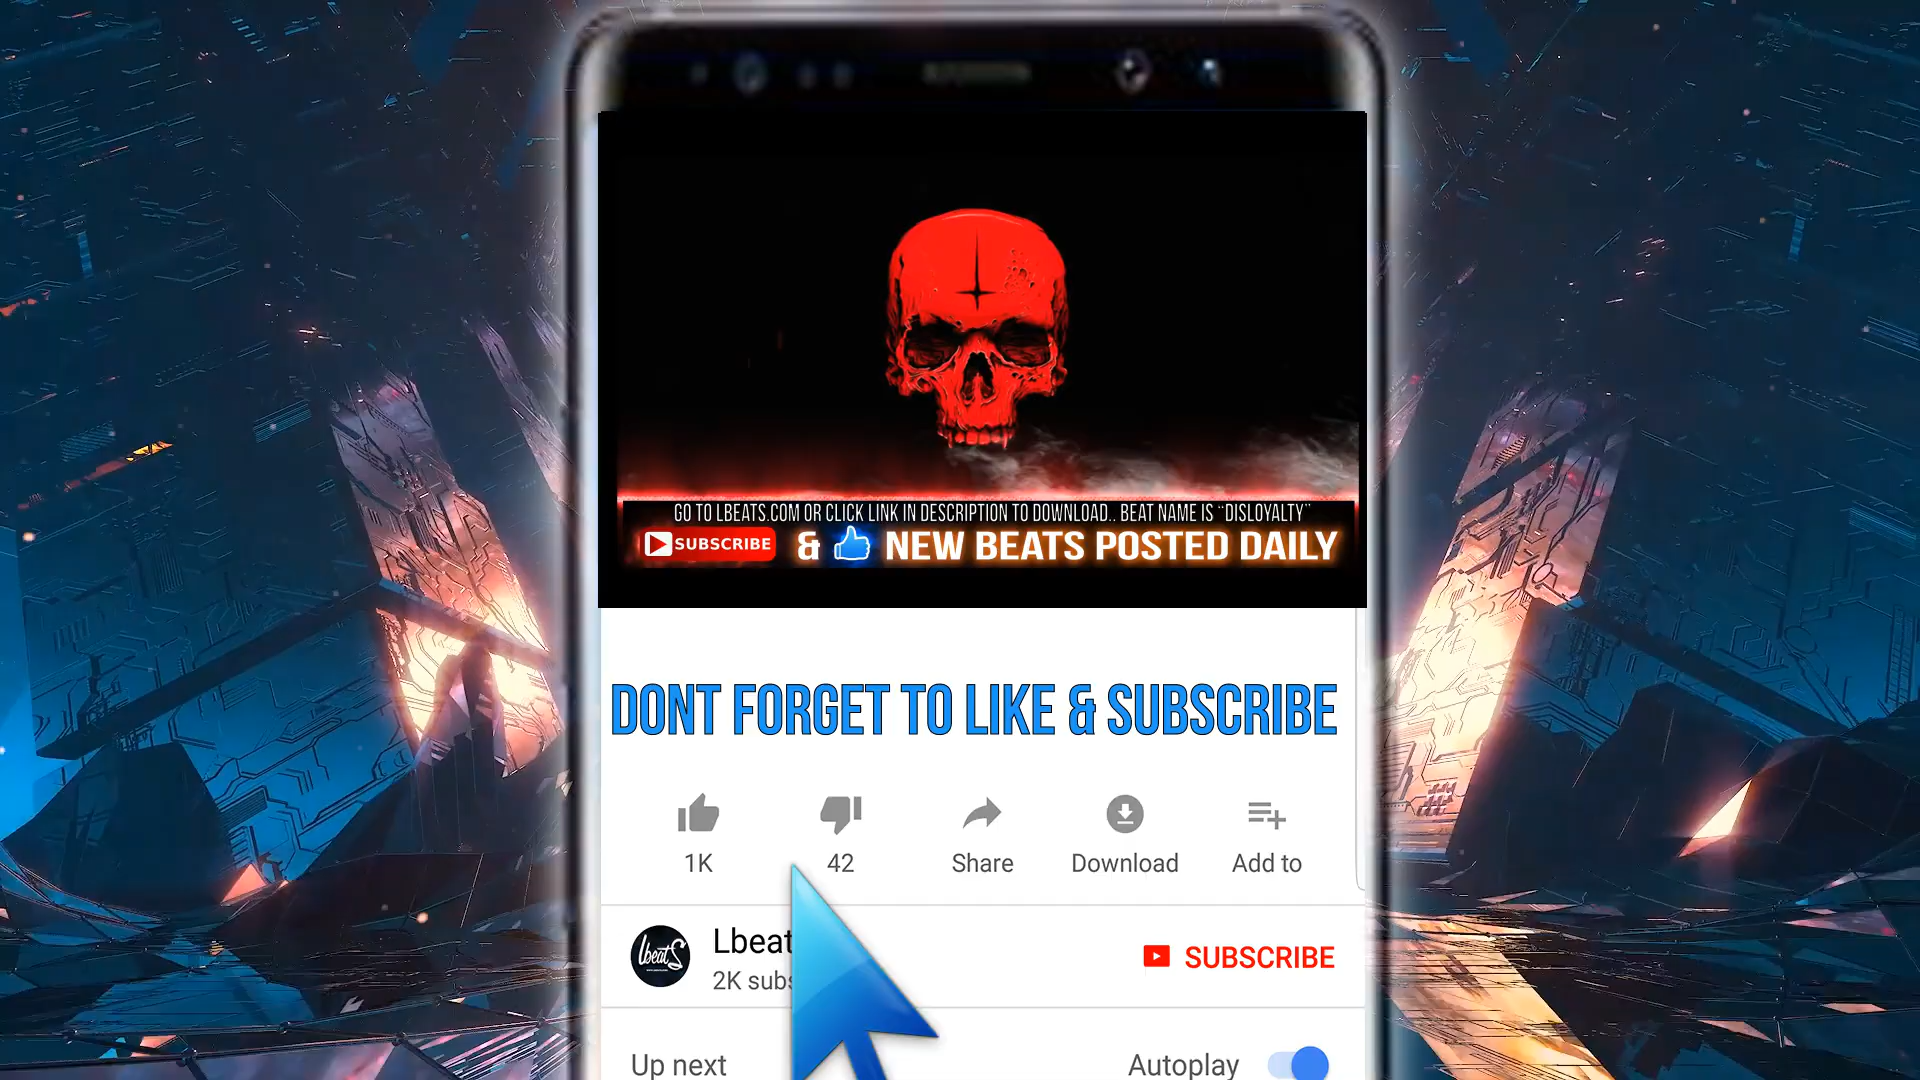 GO TO LBEATS.COM OR CLICK LINK IN DESCRIPTION TO DOWNLOAD.. BEAT NAME IS "DISLOYALTY"
SUBSCRIBE & NEW BEATS POSTED DAILY
DONT FORGET TO LIKE & SUBSCRIBE
1K 42 Share Download Add to
lbeatS
Lbeat
2K subs
SUBSCRIBE
Up next Autoplay